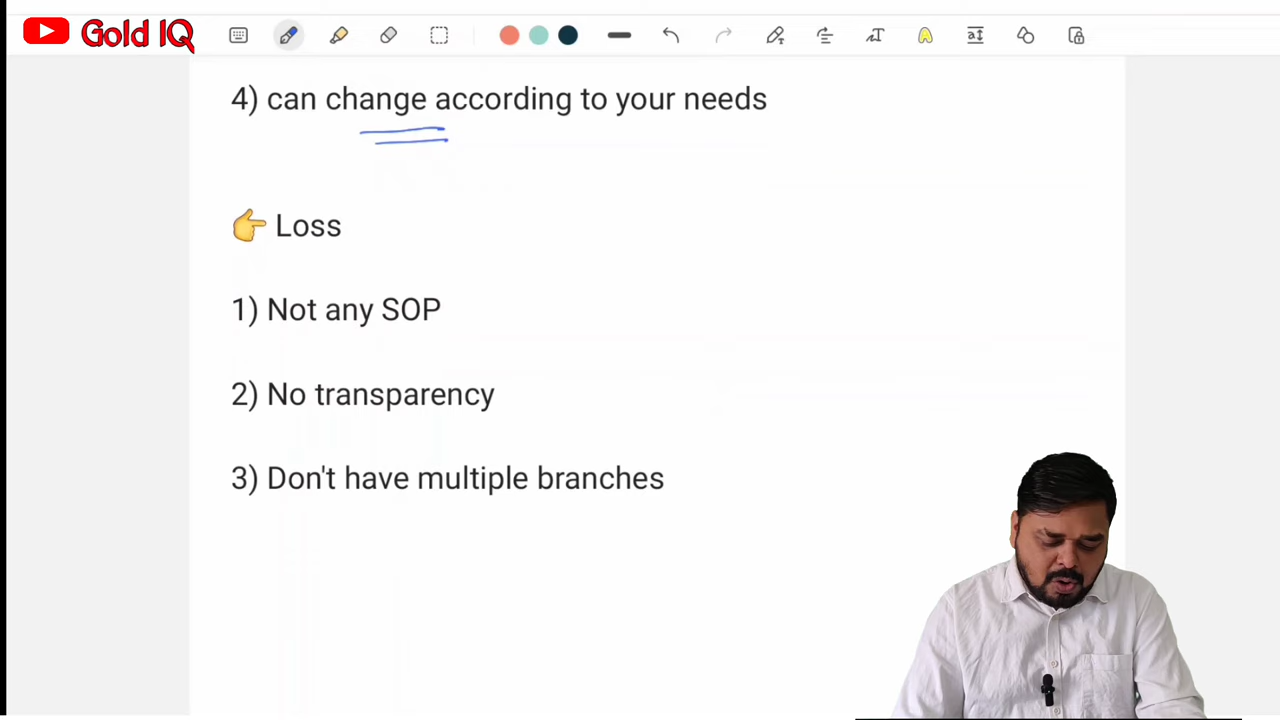 Gold IQ
4) can change according to your needs
👉 Loss
1) Not any SOP
2) No transparency
3) Don't have multiple branches